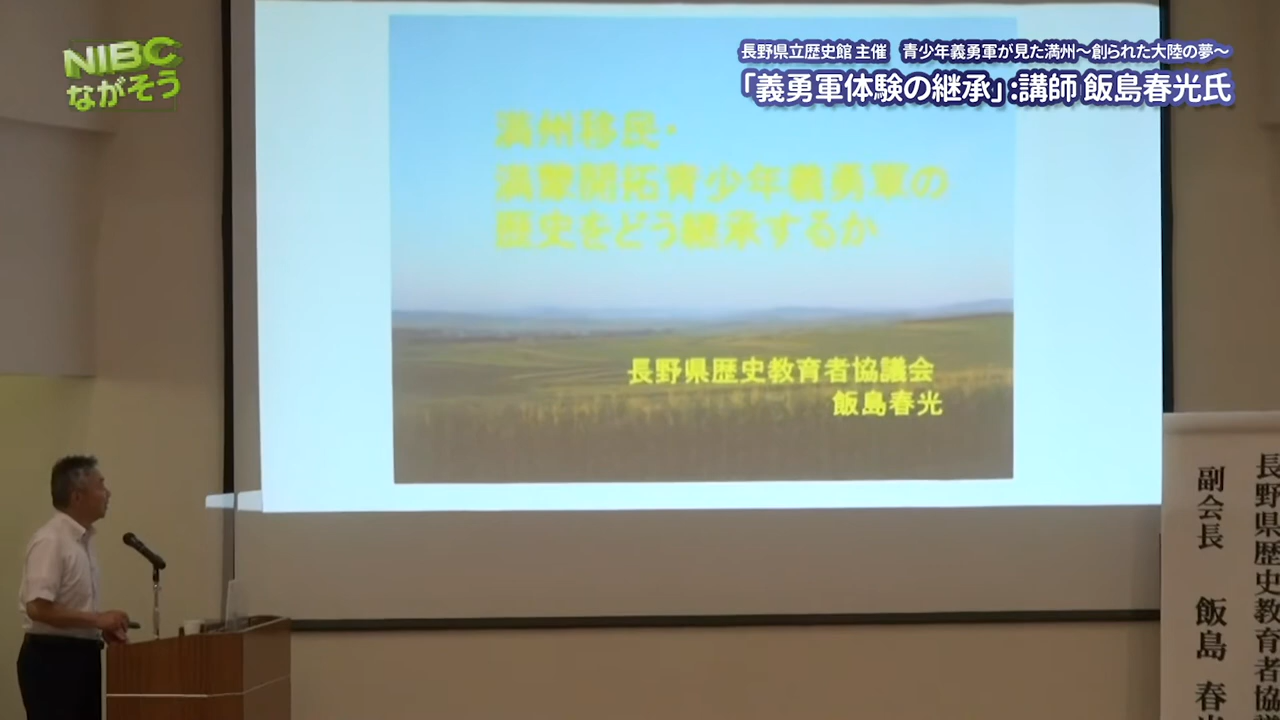 NIBC
ながそう
長野県立歴史館 主催　青少年義勇軍が見た満州～創られた大陸の夢～
「義勇軍体験の継承」:講師 飯島春光氏
満州移民・
満蒙開拓青少年義勇軍の
歴史をどう継承するか
長野県歴史教育者協議会
飯島春光
長野県歴史教育者協
副会長　飯島 春